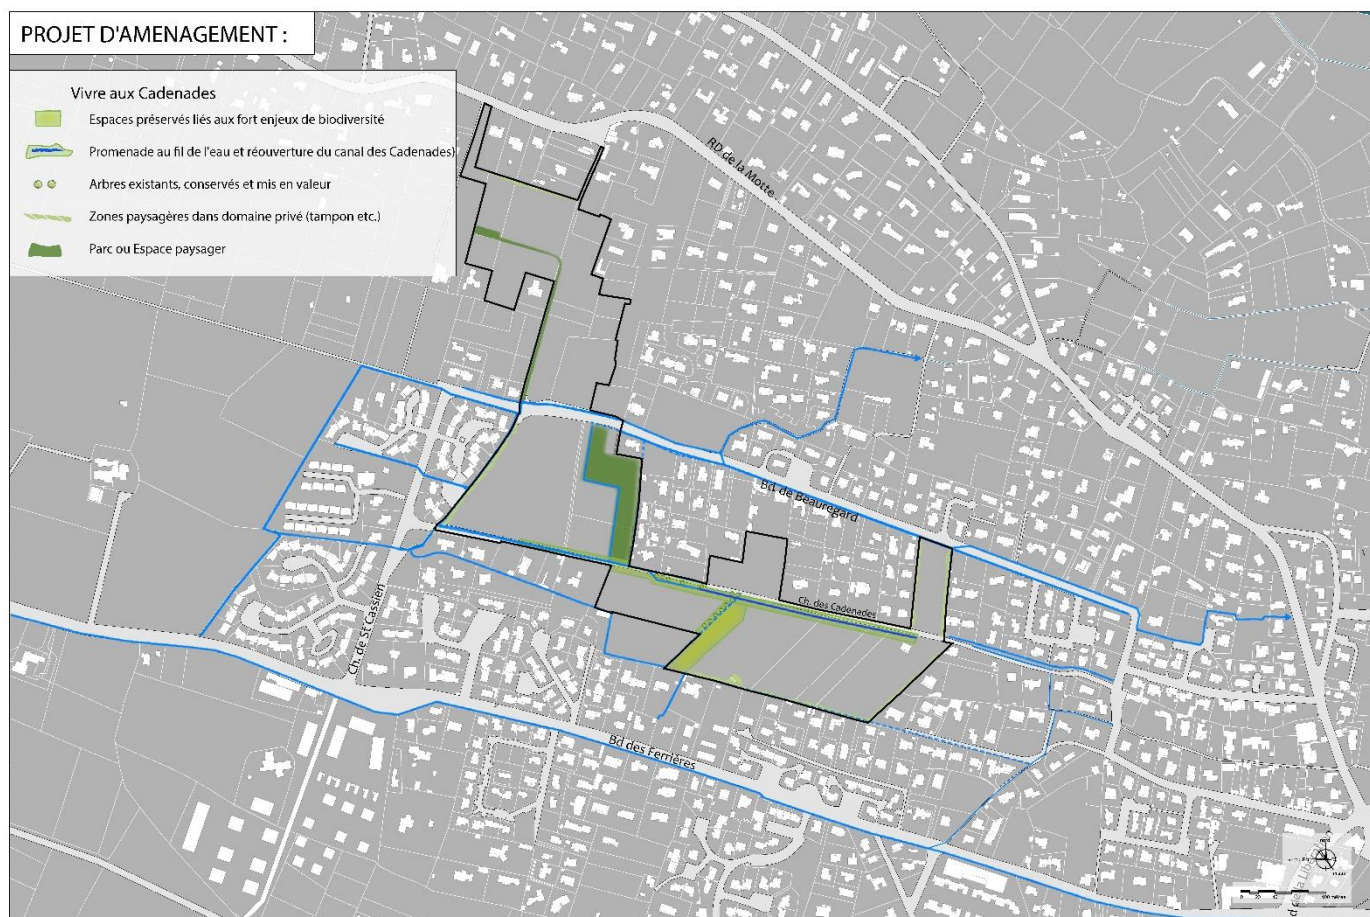 PROJET D'AMENAGEMENT :
Vivre aux Cadenades
Espaces préservés liés aux fort enjeux de biodiversité
Promenade au fil de l'eau et réouverture du canal des Cadenades)
Arbres existants, conservés et mis en valeur
Zones paysagères dans domaine privé (tampon etc.)
Parc ou Espace paysager
RD de la Motte
Bd. de Beauregard
Ch. des Cadenades
Ch. de St Cassien
Bd des Ferrières